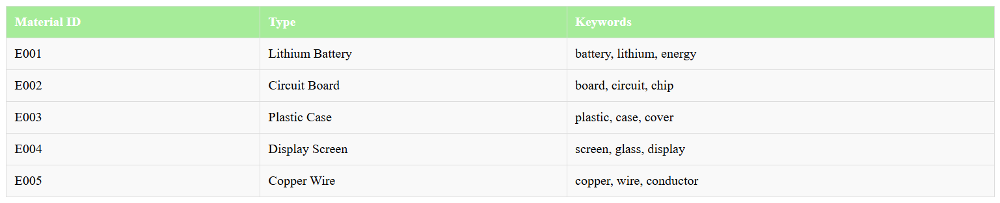 Material ID Type Keywords
E001 Lithium Battery battery, lithium, energy
E002 Circuit Board board, circuit, chip
E003 Plastic Case plastic, case, cover
E004 Display Screen screen, glass, display
E005 Copper Wire copper, wire, conductor